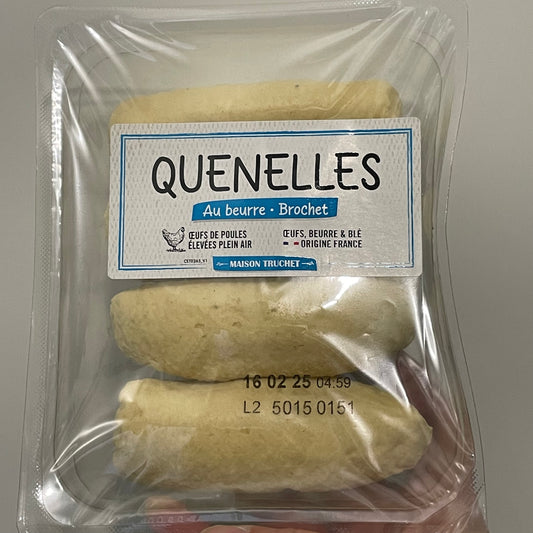 QUENELLES
Au beurre • Brochet
ŒUFS DE POULES
ÉLEVÉES PLEIN AIR
ŒUFS, BEURRE & BLÉ
ORIGINE FRANCE
MAISON TRUCHET
16 02 25 04:59
L2 5015 0151